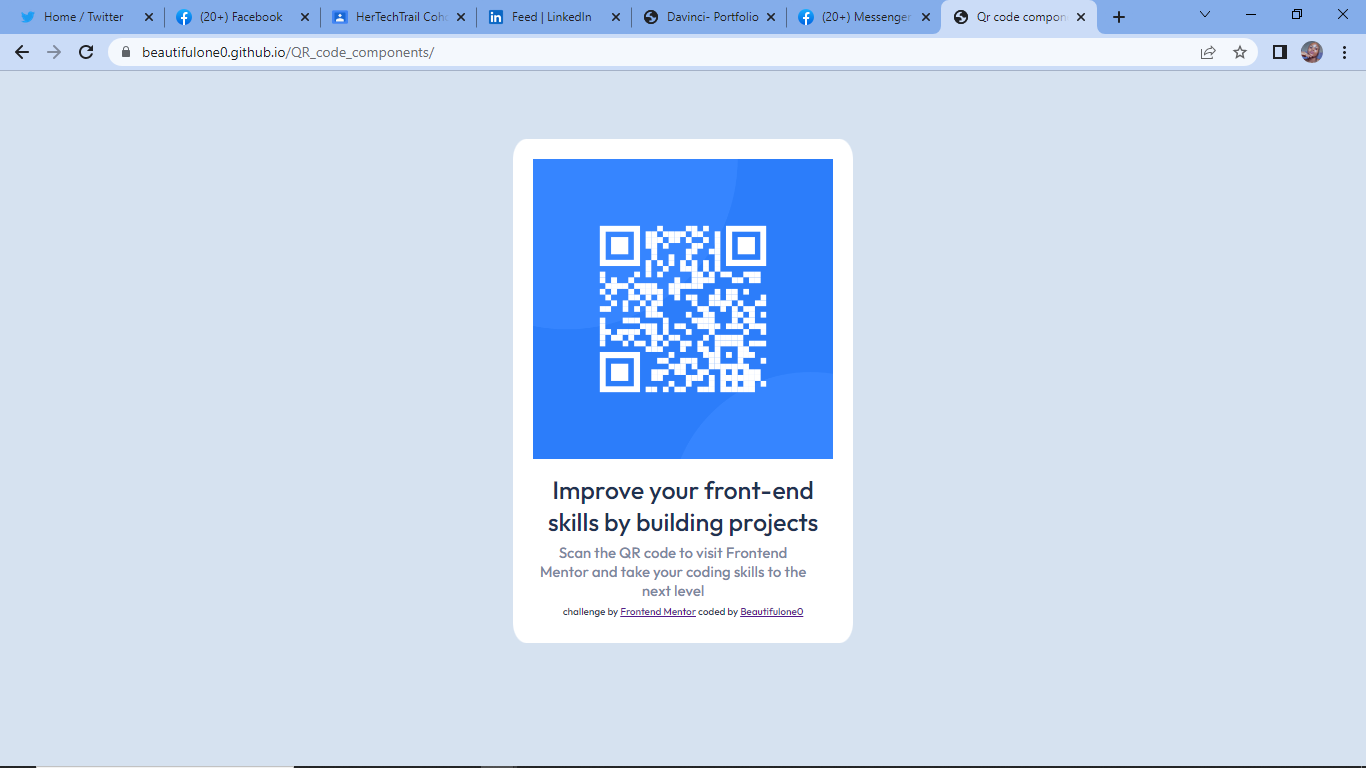 Home / Twitter
(20+) Facebook
HerTechTrail Coh
Feed | LinkedIn
Davinci- Portfolio
(20+) Messenger
Qr code compon
beautifulone0.github.io/QR_code_components/
Improve your front-end
skills by building projects
Scan the QR code to visit Frontend
Mentor and take your coding skills to the
next level
challenge by Frontend Mentor coded by Beautifulone0